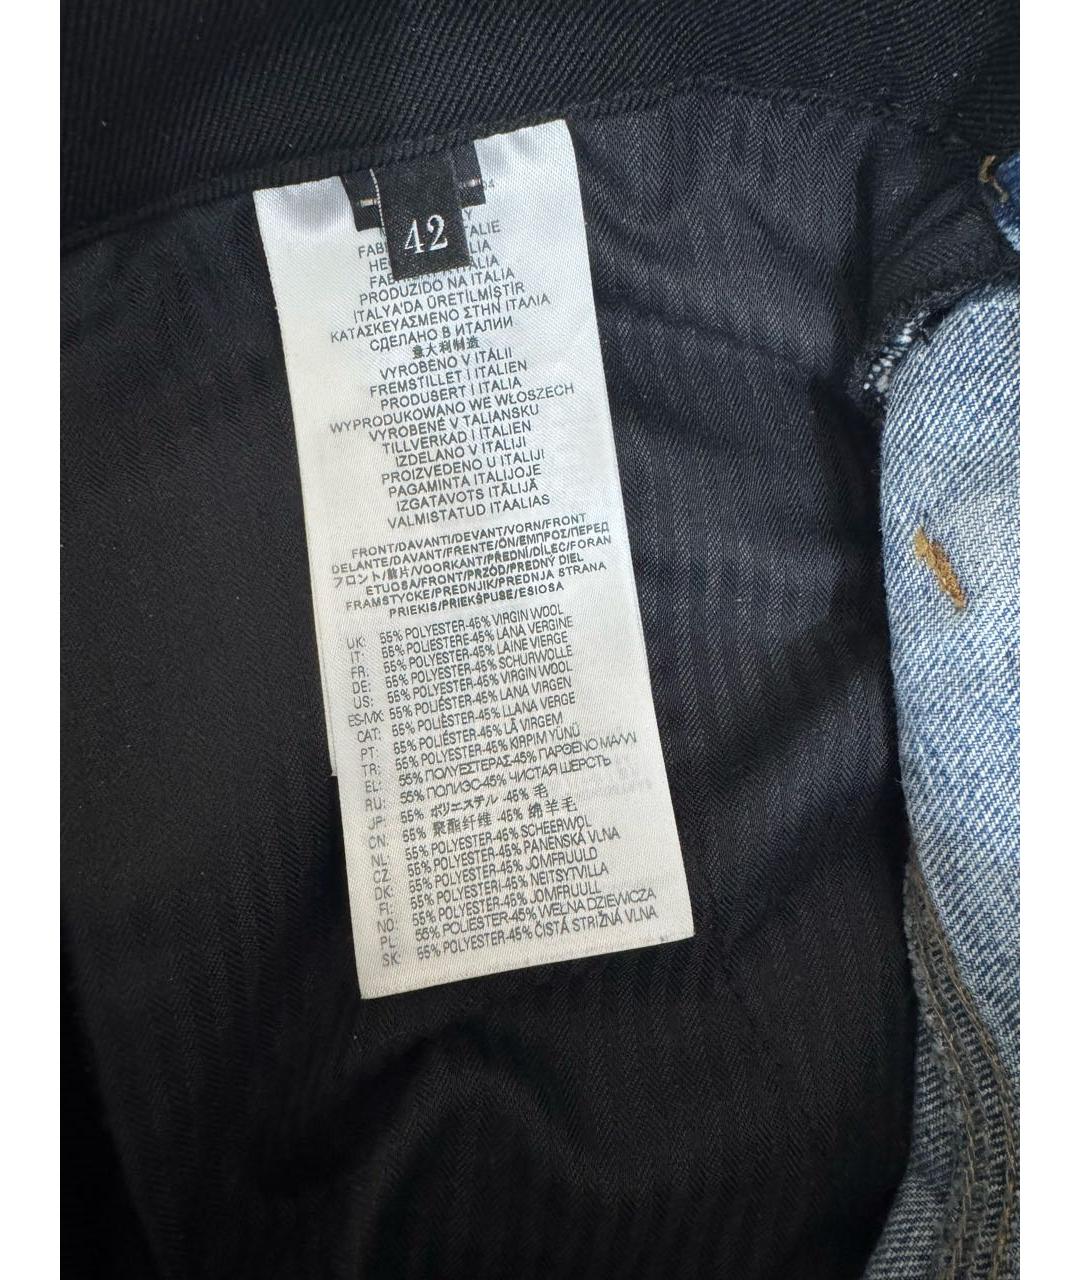 42
FAB ALIE
HE LIA
FAB ITALIA
PRODUZIDO NA ITALIA
ITALYA'DA ÜRETILMISTIR
ΚΑΤΑΣΚΕΥΑΣΜΕΝΟ ΣΤΗΝ ΙΤΑΛΙΑ
СДЕЛАНО В ИТАЛИИ
意大利制造
VYROBENO V ITÁLII
FREMSTILLET I ITALIEN
PRODUSERT I ITALIA
WYPRODUKOWANO WE WŁOSZECH
VYROBENÉ V TALIANSKU
TILLVERKAD I ITALIEN
IZDELANO V ITALIJI
PROIZVEDENO U ITALIJI
PAGAMINTA ITALIJOJE
IZGATAVOTS ITĀLIJĀ
VALMISTATUD ITAALIAS
FRONT/DAVANTI/DEVANT/VORN/FRONT
DELANTE/DAVANT/FRENTE/ÖN/ΕΜΠΡΟΣ/ПЕРЕД
フロント/前片/VOORKANT/PŘEDNÍ DÍLEC/FORAN
ETUOSA/FRONT/PRZÓD/PREDNÝ DIEL
FRAMSTYCKE/PREDNJIK/PREDNJA STRANA
PRIEKIS/PRIEKŠPUSE/ESIOSA
UK: 55% POLYESTER-45% VIRGIN WOOL
IT: 55% POLIESTERE-45% LANA VERGINE
FR: 55% POLYESTER-45% LAINE VIERGE
DE: 55% POLYESTER-45% SCHURWOLLE
US: 55% POLYESTER-45% VIRGIN WOOL
ES-MX: 55% POLIÉSTER-45% LANA VIRGEN
CAT: 55% POLIÈSTER-45% LLANA VERGE
PT: 55% POLIÉSTER-45% LÃ VIRGEM
TR: 55% POLYESTER-45% KIRPIM YÜNÜ
EL: 55% ΠΟΛΥΕΣΤΕΡΑΣ-45% ΠΑΡΘΕΝΟ ΜΑΛΛΙ
RU: 55% ПОЛИЭС-45% ЧИСТАЯ ШЕРСТЬ
JP: 55% ポリエステル -45% 毛
CN: 55% 聚酯纤维 -45% 绵羊毛
NL: 55% POLYESTER-45% SCHEERWOL
CZ: 55% POLYESTER-45% PANENSKÁ VLNA
DK: 55% POLYESTER-45% JOMFRUULD
FI: 55% POLYESTERI-45% NEITSYTVILLA
NO: 55% POLYESTER-45% JOMFRUULL
PL: 55% POLIESTER-45% WEŁNA DZIEWICZA
SK: 55% POLYESTER-45% ČISTÁ STRIŽNÁ VLNA